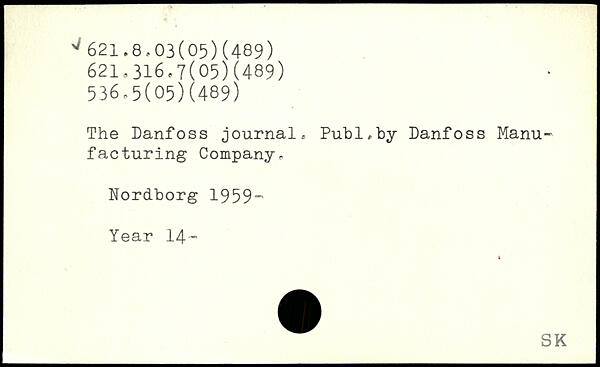 ✓ 621.8.03(05)(489)
621.316.7(05)(489)
536.5(05)(489)
The Danfoss journal. Publ.by Danfoss Manu-
facturing Company.
Nordborg 1959-
Year 14-
SK